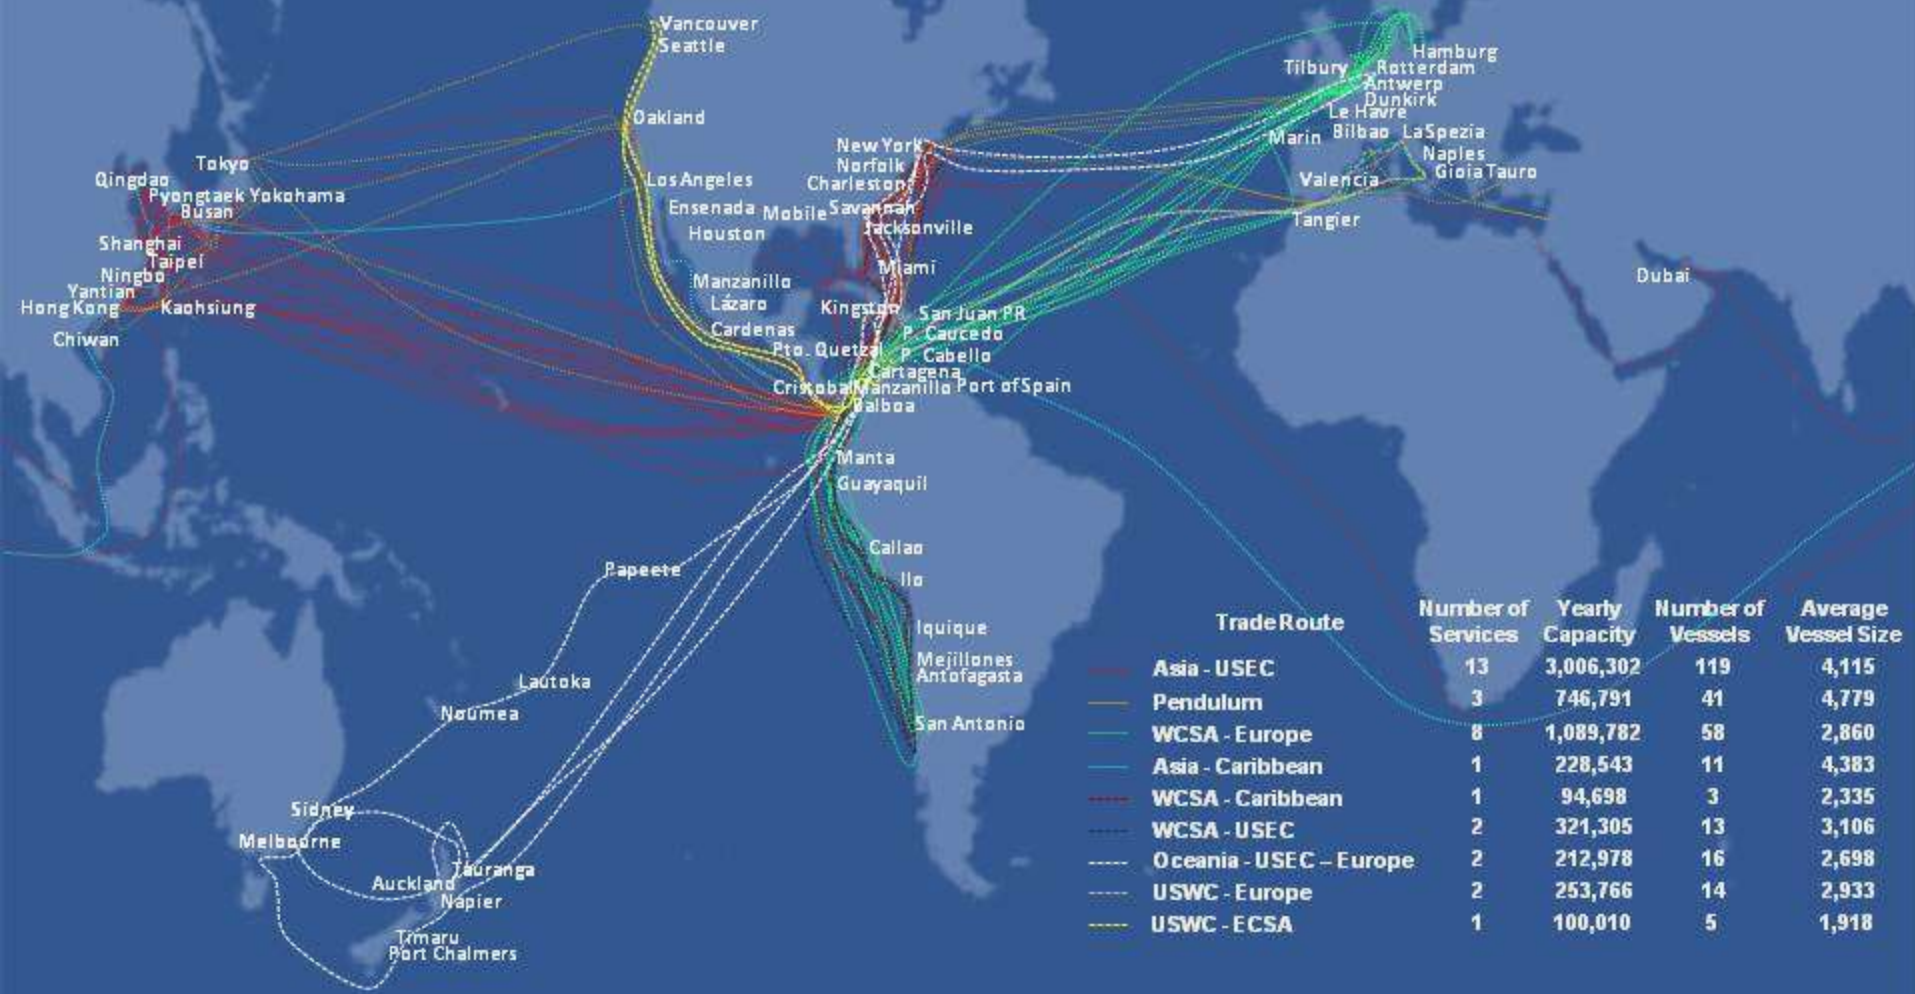 Vancouver
Seattle
Oakland
Los Angeles
Ensenada
Houston
Mobile
Manzanillo
Lázaro
Cardenas
Pto. Quetzal
Cristobal
Manzanillo
Balboa
New York
Norfolk
Charleston
Savannah
Jacksonville
Miami
Kingston
San Juan PR
P. Caucedo
P. Cabello
Cartagena
Port of Spain
Manta
Guayaquil
Callao
Ilo
Iquique
Mejillones
Antofagasta
San Antonio
Hamburg
Tilbury
Rotterdam
Antwerp
Dunkirk
Le Havre
Marin
Bilbao
LaSpezia
Naples
Gioia Tauro
Valencia
Tangier
Dubai
Tokyo
Qingdao
Pyongtaek
Yokohama
Busan
Shanghai
Taipei
Ningbo
Yantian
Hong Kong
Kaohsiung
Chiwan
Papeete
Lautoka
Noumea
Sidney
Melbourne
Tauranga
Auckland
Napier
Timaru
Port Chalmers
Trade Route Number of Services Yearly Capacity Number of Vessels Average Vessel Size
Asia - USEC 13 3,006,302 119 4,115
Pendulum 3 746,791 41 4,779
WCSA - Europe 8 1,089,782 58 2,860
Asia - Caribbean 1 228,543 11 4,383
WCSA - Caribbean 1 94,698 3 2,335
WCSA - USEC 2 321,305 13 3,106
Oceania - USEC – Europe 2 212,978 16 2,698
USWC - Europe 2 253,766 14 2,933
USWC - ECSA 1 100,010 5 1,918